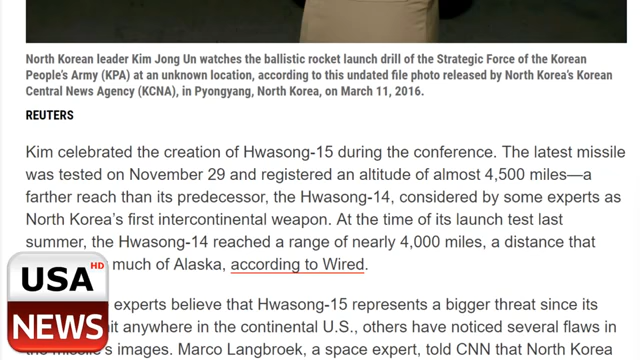 North Korean leader Kim Jong Un watches the ballistic rocket launch drill of the Strategic Force of the Korean
People's Army (KPA) at an unknown location, according to this undated file photo released by North Korea's Korean
Central News Agency (KCNA), in Pyongyang, North Korea, on March 11, 2016.
REUTERS
Kim celebrated the creation of Hwasong-15 during the conference. The latest missile
was tested on November 29 and registered an altitude of almost 4,500 miles—a
farther reach than its predecessor, the Hwasong-14, considered by some experts as
North Korea's first intercontinental weapon. At the time of its launch test last
summer, the Hwasong-14 reached a range of nearly 4,000 miles, a distance that
much of Alaska, according to Wired.
experts believe that Hwasong-15 represents a bigger threat since its
hit anywhere in the continental U.S., others have noticed several flaws in
the missile's images. Marco Langbroek, a space expert, told CNN that North Korea
USA HD
NEWS